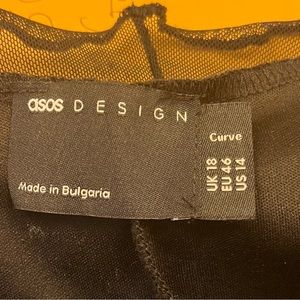 asos DESIGN
Made in Bulgaria
Curve
UK 18
EU 46
US 14